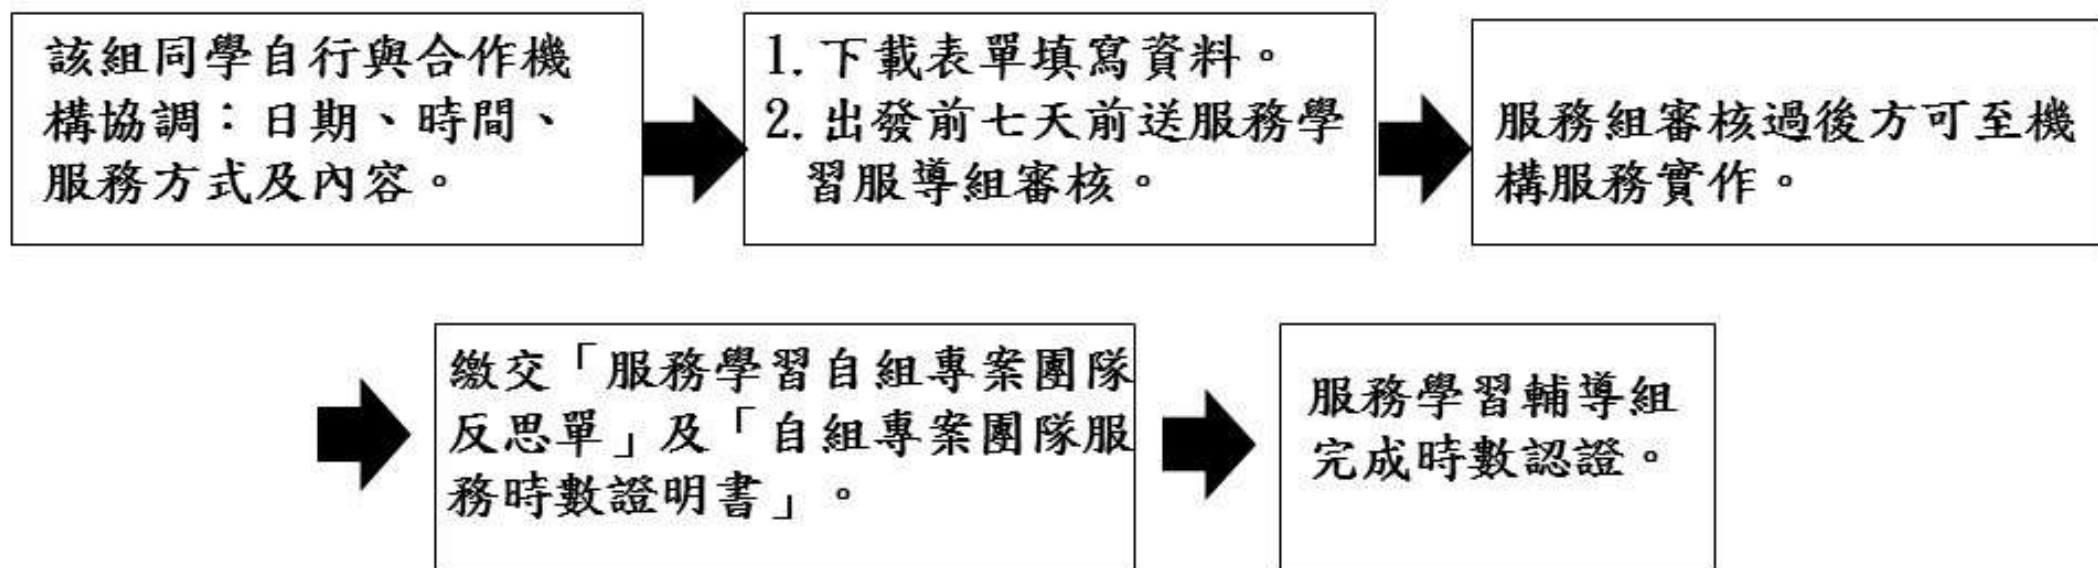 該組同學自行與合作機
構協調：日期、時間、
服務方式及內容。
1. 下載表單填寫資料。
2. 出發前七天前送服務學
習服導組審核。
服務組審核過後方可至機
構服務實作。
繳交「服務學習自組專案團隊
反思單」及「自組專案團隊服
務時數證明書」。
服務學習輔導組
完成時數認證。